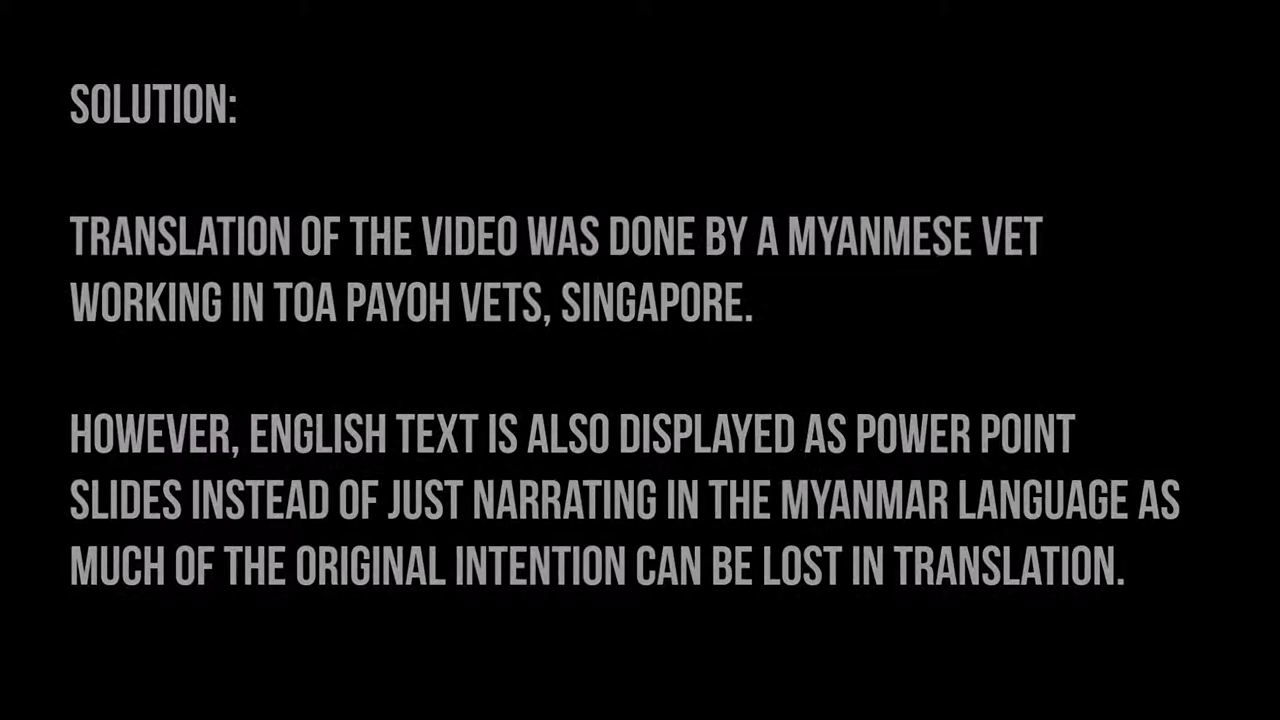 SOLUTION:
TRANSLATION OF THE VIDEO WAS DONE BY A MYANMESE VET
WORKING IN TOA PAYOH VETS, SINGAPORE.
HOWEVER, ENGLISH TEXT IS ALSO DISPLAYED AS POWER POINT
SLIDES INSTEAD OF JUST NARRATING IN THE MYANMAR LANGUAGE AS
MUCH OF THE ORIGINAL INTENTION CAN BE LOST IN TRANSLATION.